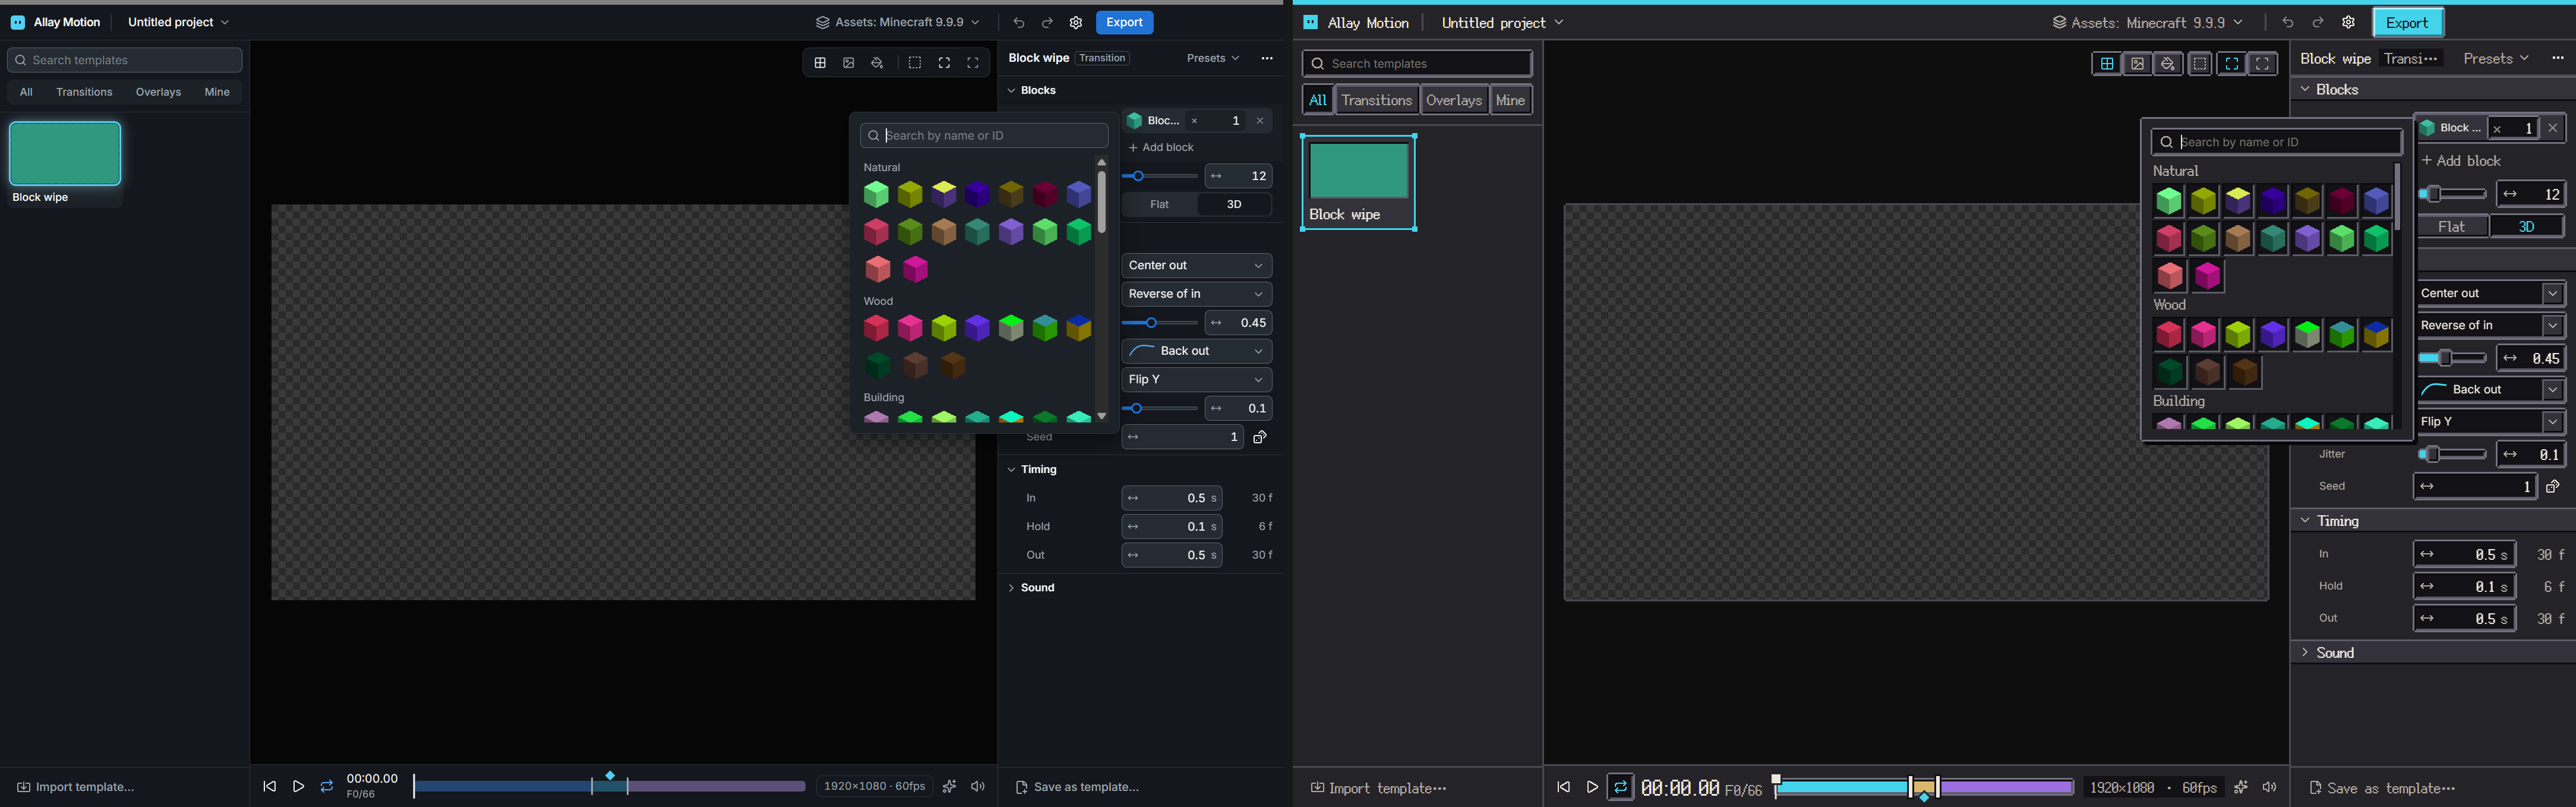 Allay Motion
Untitled project
Assets: Minecraft 9.9.9
Export
Search templates
All
Transitions
Overlays
Mine
Block wipe
Import template...
Block wipe
Transition
Presets
Blocks
Bloc...
×
1
+ Add block
12
Flat
3D
Search by name or ID
Natural
Wood
Building
Center out
Reverse of in
0.45
Back out
Flip Y
0.1
Seed
1
Timing
In
0.5 s
30 f
Hold
0.1 s
6 f
Out
0.5 s
30 f
Sound
00:00.00
F0/66
1920×1080 · 60fps
Save as template...
Allay Motion
Untitled project
Assets: Minecraft 9.9.9
Export
Search templates
All
Transitions
Overlays
Mine
Block wipe
Import template...
Block wipe
Transi...
Presets
Blocks
Block ...
×
1
+ Add block
12
Flat
3D
Search by name or ID
Natural
Wood
Building
Center out
Reverse of in
0.45
Back out
Flip Y
Jitter
0.1
Seed
1
Timing
In
0.5 s
30 f
Hold
0.1 s
6 f
Out
0.5 s
30 f
Sound
00:00.00
F0/66
1920×1080 · 60fps
Save as template...